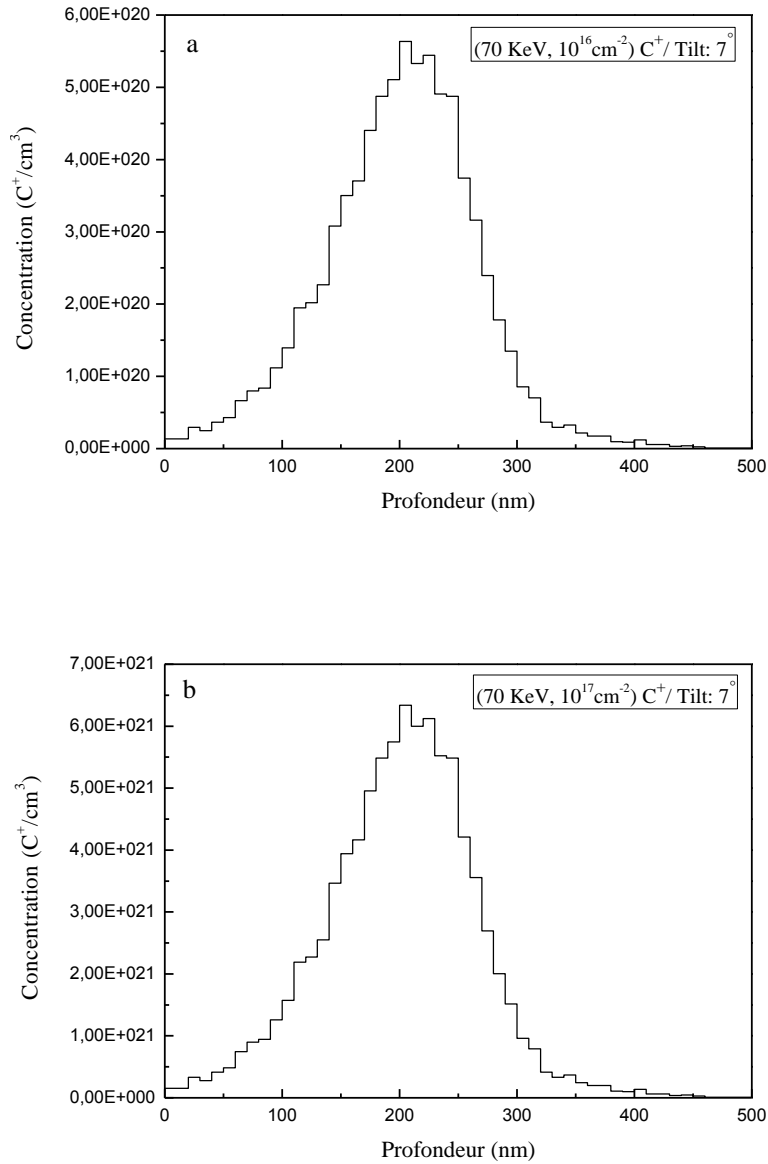 a
(70 KeV, 10¹⁶cm⁻²) C⁺/ Tilt: 7°
Concentration (C⁺/cm³)
6,00E+020
5,00E+020
4,00E+020
3,00E+020
2,00E+020
1,00E+020
0,00E+000
0 100 200 300 400 500
Profondeur (nm)
b
(70 KeV, 10¹⁷cm⁻²) C⁺/ Tilt: 7°
Concentration (C⁺/cm³)
7,00E+021
6,00E+021
5,00E+021
4,00E+021
3,00E+021
2,00E+021
1,00E+021
0,00E+000
0 100 200 300 400 500
Profondeur (nm)